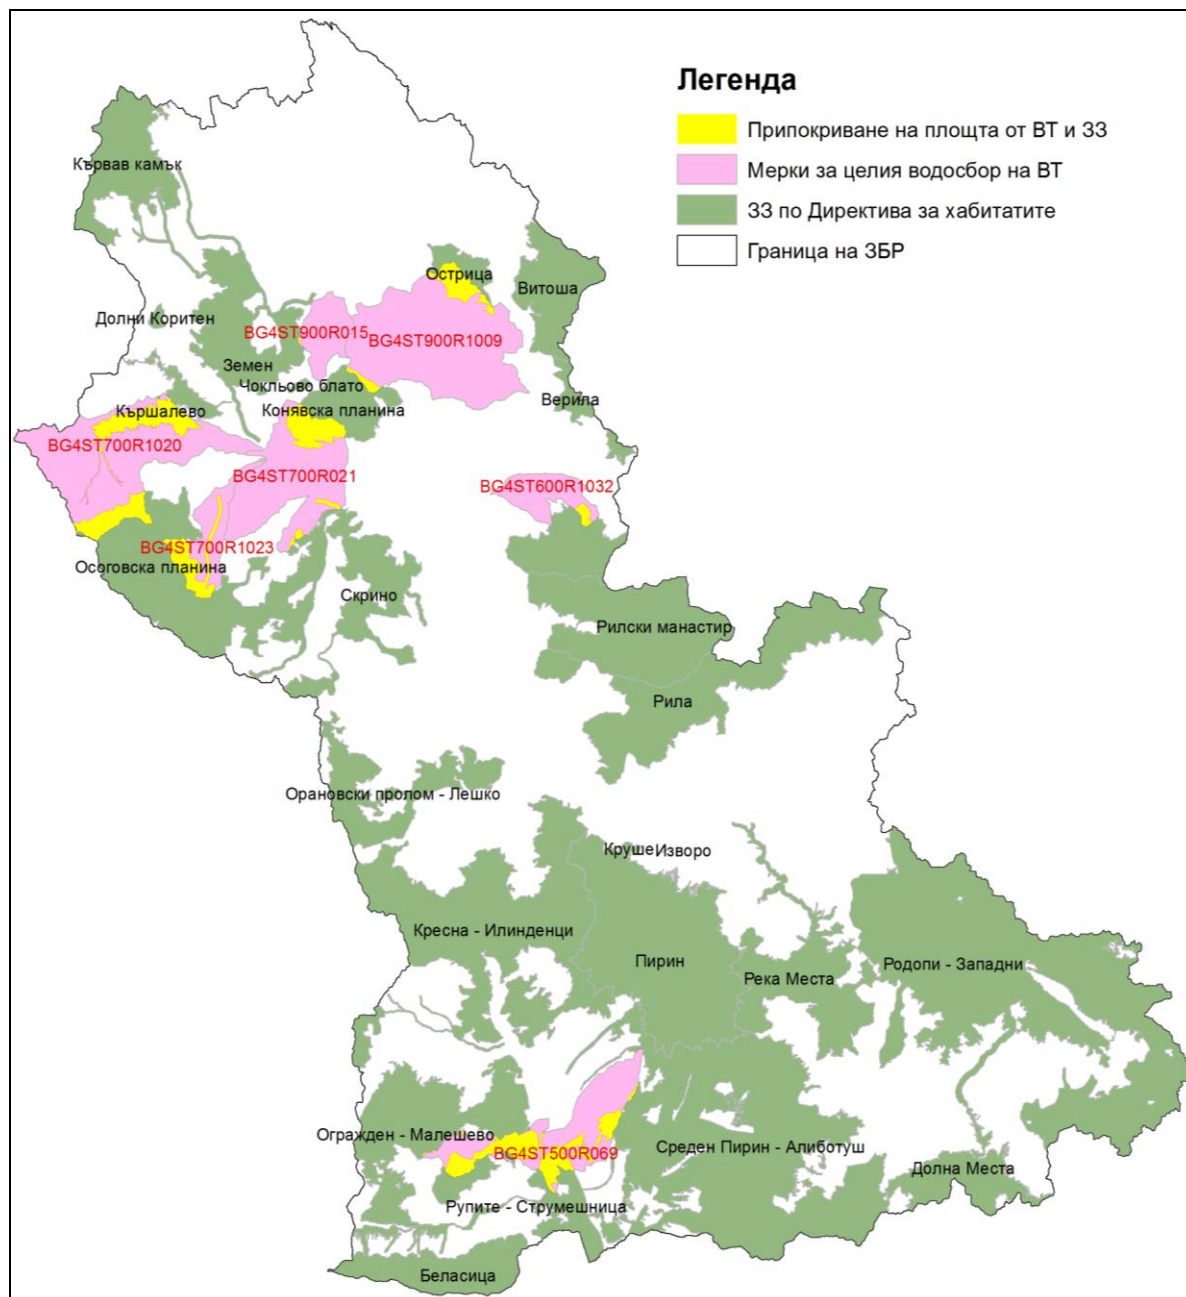 Легенда
Припокриване на площта от ВТ и ЗЗ
Мерки за целия водосбор на ВТ
ЗЗ по Директива за хабитатите
Граница на ЗБР
Кървав камък
Острица
Витоша
Долни Коритен
BG4ST900R015
BG4ST900R1009
Земен
Чокльово блато
Верила
Кършалево
Конявска планина
BG4ST700R1020
BG4ST700R021
BG4ST600R1032
BG4ST700R1023
Осоговска планина
Скрино
Рилски манастир
Рила
Орановски пролом - Лешко
Круше
Изворо
Кресна - Илинденци
Пирин
Река Места
Родопи - Западни
Огражден - Малешево
BG4ST500R069
Среден Пирин - Алиботуш
Долна Места
Рупите - Струмешница
Беласица